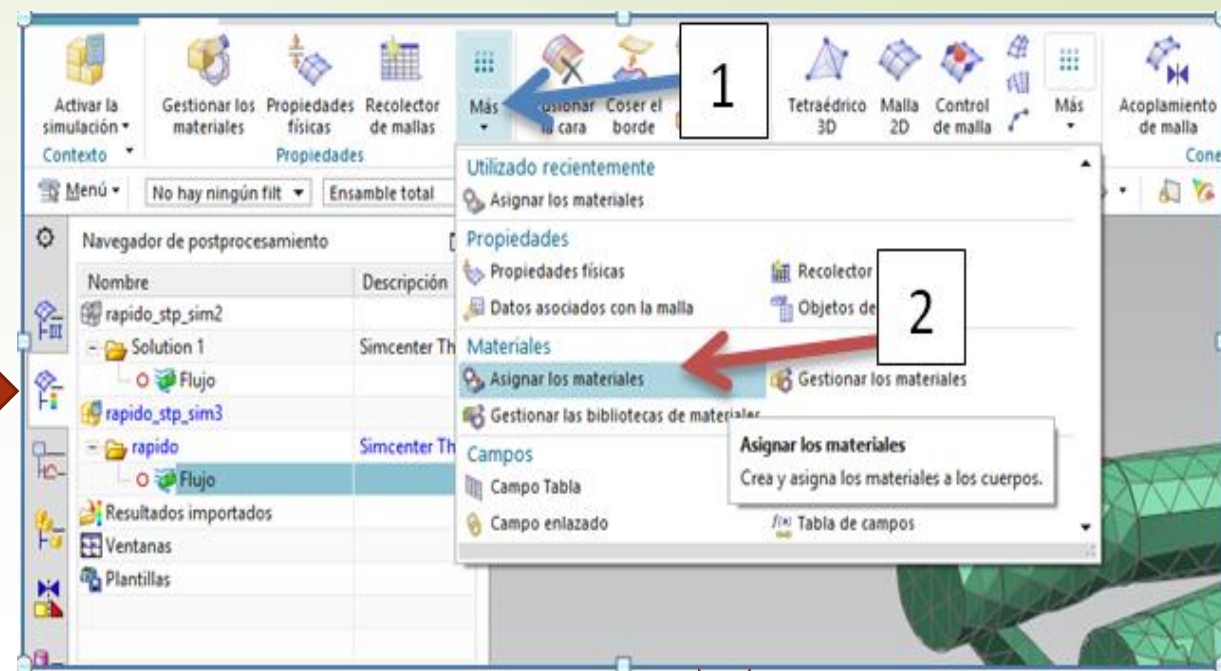 Activar la simulación
Gestionar los materiales
Propiedades físicas
Recolector de mallas
Más
la cara
Coser el borde
1
Tetraédrico 3D
Malla 2D
Control de malla
Más
Acoplamiento de malla
Contexto
Propiedades
Cone
Menú
No hay ningún filt
Ensamble total
Utilizado recientemente
Asignar los materiales
Navegador de postprocesamiento
Nombre Descripción
rapido_stp_sim2
Solution 1 Simcenter Th
Flujo
rapido_stp_sim3
rapido Simcenter Th
Flujo
Resultados importados
Ventanas
Plantillas
Propiedades
Propiedades físicas
Recolector
Datos asociados con la malla
Objetos de
2
Materiales
Asignar los materiales
Gestionar los materiales
Gestionar las bibliotecas de materiales
Asignar los materiales
Crea y asigna los materiales a los cuerpos.
Campos
Campo Tabla
Campo enlazado
f(x) Tabla de campos